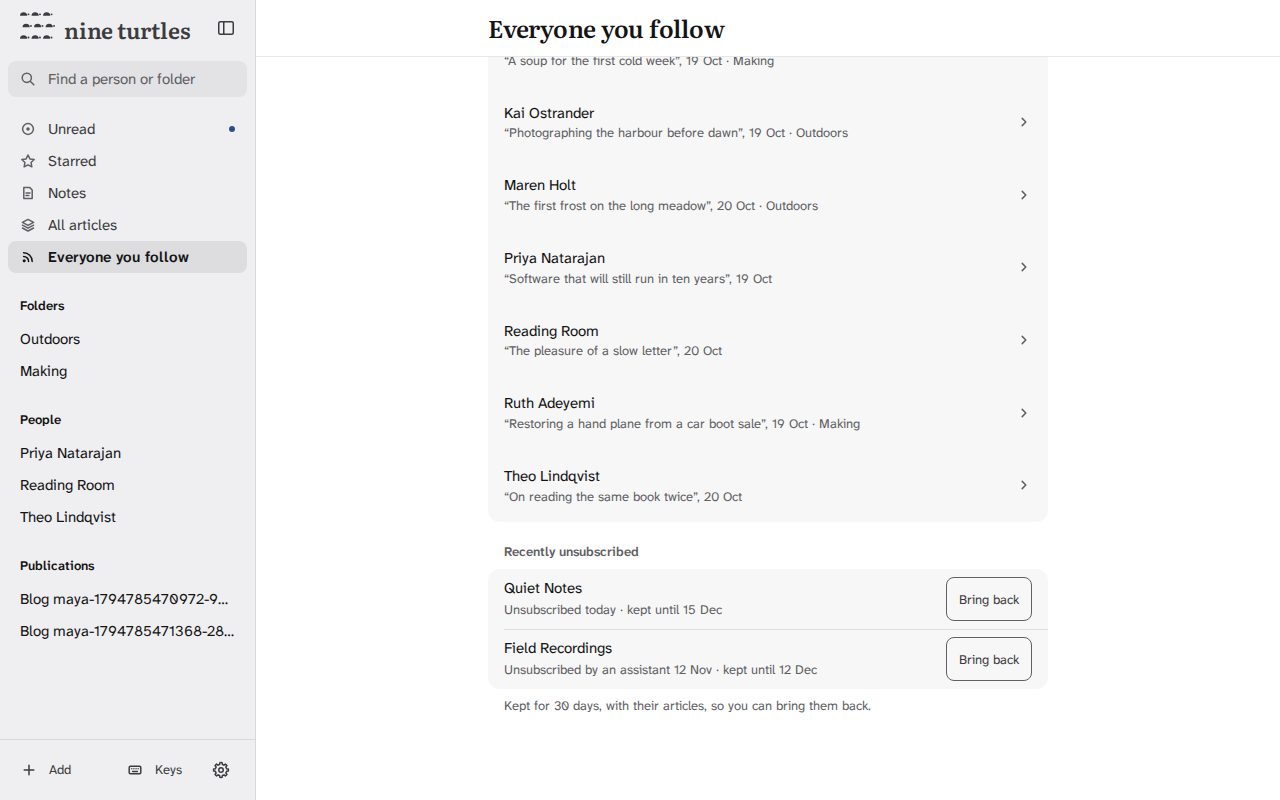 nine turtles
Find a person or folder
Unread
Starred
Notes
All articles
Everyone you follow
Folders
Outdoors
Making
People
Priya Natarajan
Reading Room
Theo Lindqvist
Publications
Blog maya-1794785470972-9...
Blog maya-1794785471368-28...
Add
Keys
Everyone you follow
“A soup for the first cold week”, 19 Oct · Making
Kai Ostrander
“Photographing the harbour before dawn”, 19 Oct · Outdoors
Maren Holt
“The first frost on the long meadow”, 20 Oct · Outdoors
Priya Natarajan
“Software that will still run in ten years”, 19 Oct
Reading Room
“The pleasure of a slow letter”, 20 Oct
Ruth Adeyemi
“Restoring a hand plane from a car boot sale”, 19 Oct · Making
Theo Lindqvist
“On reading the same book twice”, 20 Oct
Recently unsubscribed
Quiet Notes
Unsubscribed today · kept until 15 Dec
Bring back
Field Recordings
Unsubscribed by an assistant 12 Nov · kept until 12 Dec
Bring back
Kept for 30 days, with their articles, so you can bring them back.